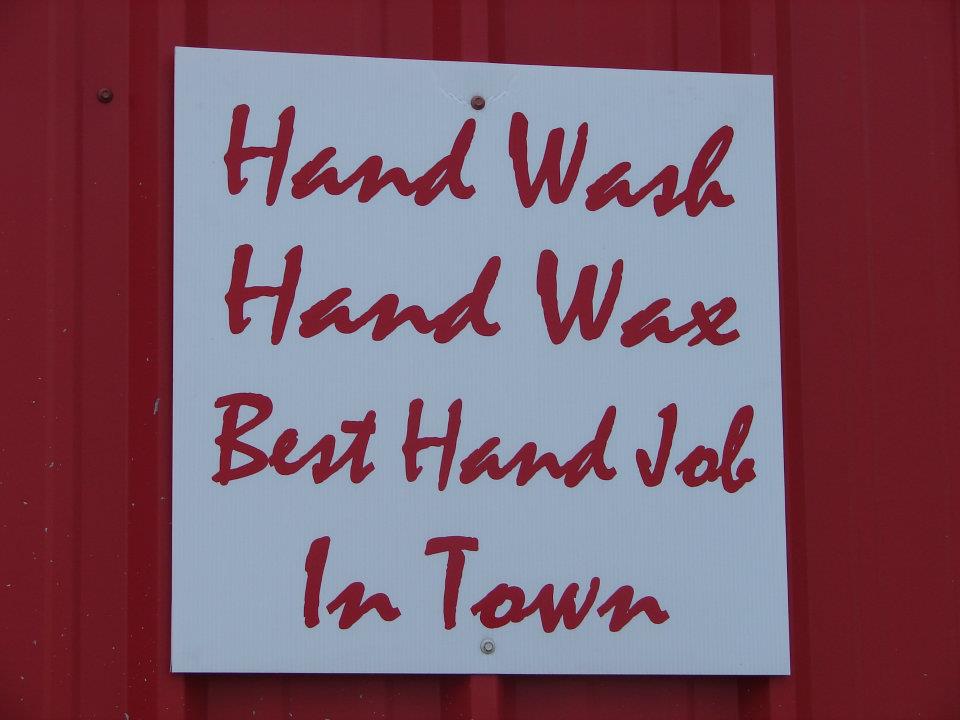 Hand Wash
Hand Wax
Best Hand Job
In Town